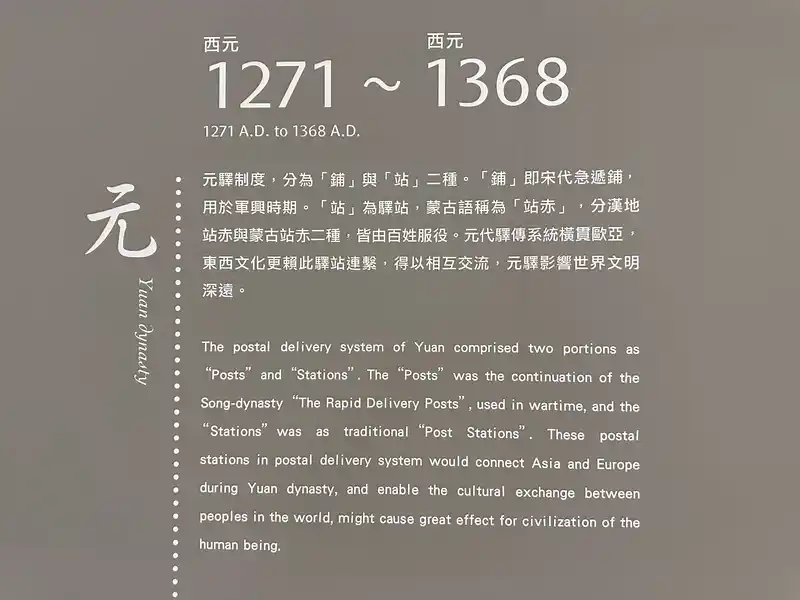 西元
西元
1271 ~ 1368
1271 A.D. to 1368 A.D.
元
Yuan dynasty
元驛制度，分為「鋪」與「站」二種。「鋪」即宋代急遞鋪，
用於軍興時期。「站」為驛站，蒙古語稱為「站赤」，分漢地
站赤與蒙古站赤二種，皆由百姓服役。元代驛傳系統橫貫歐亞，
東西文化更賴此驛站連繫，得以相互交流，元驛影響世界文明
深遠。
The postal delivery system of Yuan comprised two portions as
“Posts” and “Stations”. The “Posts” was the continuation of the
Song-dynasty “The Rapid Delivery Posts”, used in wartime, and the
“Stations” was as traditional “Post Stations”. These postal
stations in postal delivery system would connect Asia and Europe
during Yuan dynasty, and enable the cultural exchange between
peoples in the world, might cause great effect for civilization of the
human being.